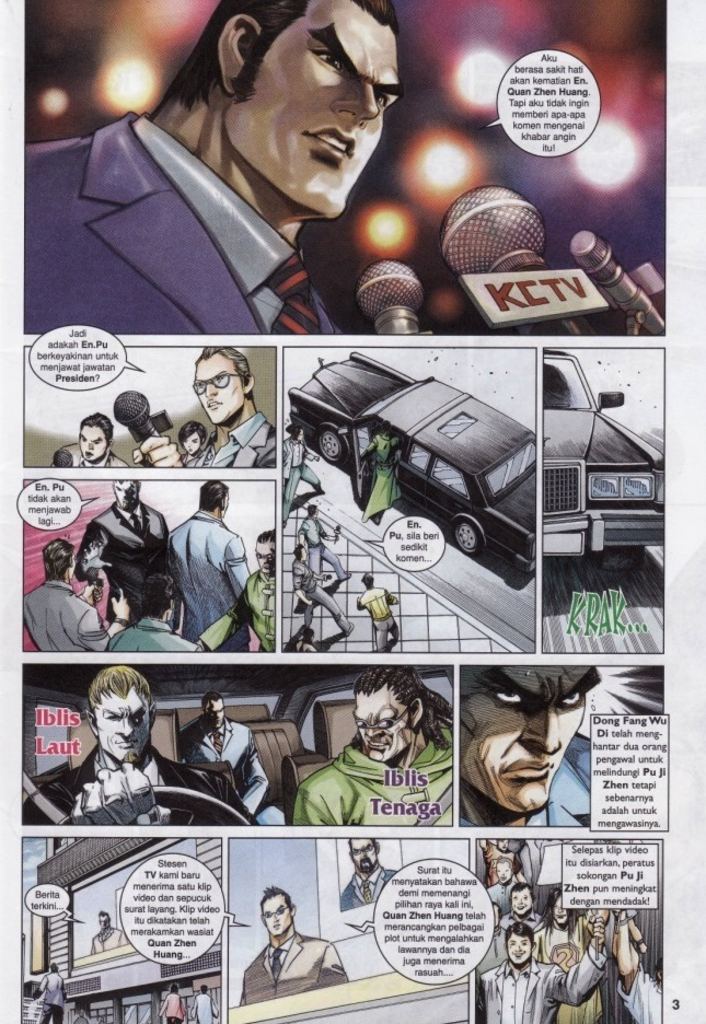 Aku
berasa sakit hati
akan kematian En.
Quan Zhen Huang.
Tapi aku tidak ingin
memberi apa-apa
komen mengenai
khabar angin
itu!
KCTV
Jadi
adakah En.Pu
berkeyakinan untuk
menjawat jawatan
Presiden?
En. Pu
tidak akan
menjawab
lagi...
En.
Pu, sila beri
sedikit
komen...
KRAK...
Iblis
Laut
Iblis
Tenaga
Dong Fang Wu
Di telah meng-
hantar dua orang
pengawal untuk
melindungi Pu Ji
Zhen tetapi
sebenarnya
adalah untuk
mengawasinya.
Berita
terkini...
Stesen
TV kami baru
menerima satu klip
video dan sepucuk
surat layang. Klip video
itu dikatakan telah
merakamkan wasiat
Quan Zhen
Huang...
Surat itu
menyatakan bahawa
demi memenangi
pilihan raya kali ini,
Quan Zhen Huang telah
merancangkan pelbagai
plot untuk mengalahkan
lawannya dan dia
juga menerima
rasuah....
Selepas klip video
itu disiarkan, peratus
sokongan Pu Ji
Zhen pun meningkat
dengan mendadak!
3